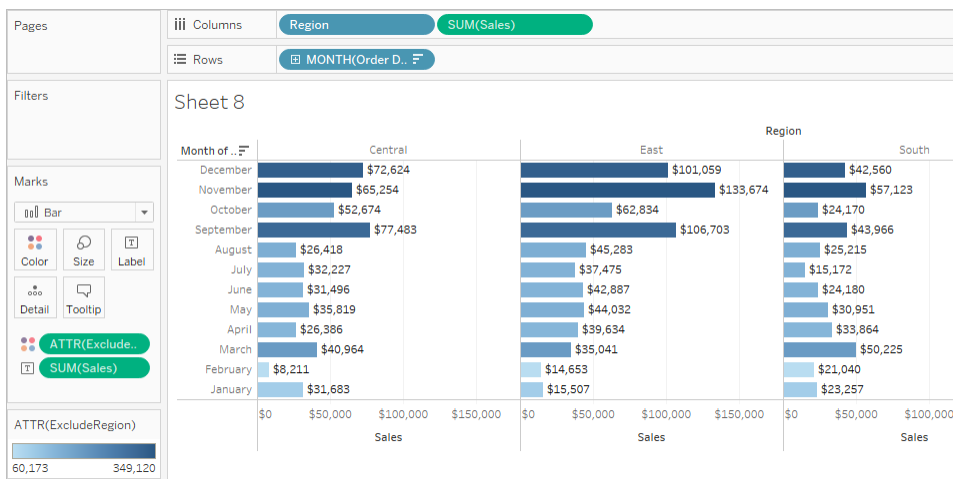 Pages
Columns
Region
SUM(Sales)
Rows
MONTH(Order D..
Filters
Marks
Bar
Color
Size
Label
Detail
Tooltip
ATTR(Exclude..
SUM(Sales)
ATTR(ExcludeRegion)
60,173 349,120
Sheet 8
Region
Month of .. Central East South
December $72,624 $101,059 $42,560
November $65,254 $133,674 $57,123
October $52,674 $62,834 $24,170
September $77,483 $106,703 $43,966
August $26,418 $45,283 $25,215
July $32,227 $37,475 $15,172
June $31,496 $42,887 $24,180
May $35,819 $44,032 $30,951
April $26,386 $39,634 $33,864
March $40,964 $35,041 $50,225
February $8,211 $14,653 $21,040
January $31,683 $15,507 $23,257
$0 $50,000 $100,000 $150,000 $0 $50,000 $100,000 $150,000 $0 $50,000 $100,000
Sales Sales Sales